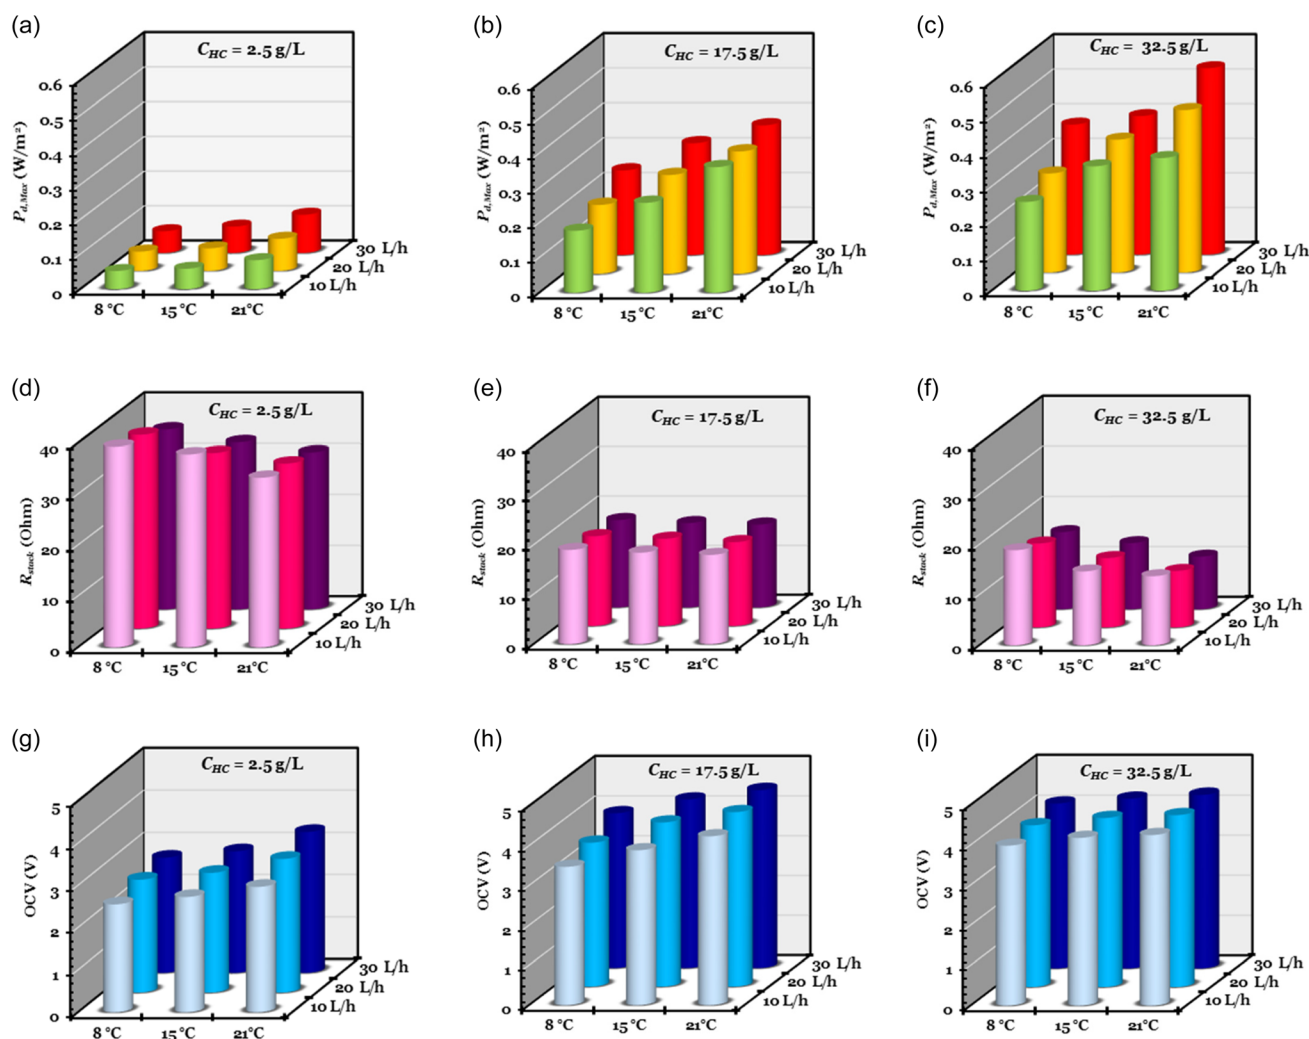 (a)
C_HC = 2.5 g/L
P_d,Max (W/m²)
0.6
0.5
0.4
0.3
0.2
0.1
0
8 °C 15 °C 21°C
10 L/h
20 L/h
30 L/h
(b)
C_HC = 17.5 g/L
P_d,Max (W/m²)
0.6
0.5
0.4
0.3
0.2
0.1
0
8 °C 15 °C 21°C
10 L/h
20 L/h
30 L/h
(c)
C_HC = 32.5 g/L
P_d,Max (W/m²)
0.6
0.5
0.4
0.3
0.2
0.1
0
8 °C 15 °C 21°C
10 L/h
20 L/h
30 L/h
(d)
C_HC = 2.5 g/L
R_stack (Ohm)
40
30
20
10
0
8 °C 15 °C 21°C
10 L/h
20 L/h
30 L/h
(e)
C_HC = 17.5 g/L
R_stack (Ohm)
40
30
20
10
0
8 °C 15 °C 21°C
10 L/h
20 L/h
30 L/h
(f)
C_HC = 32.5 g/L
R_stack (Ohm)
40
30
20
10
0
8 °C 15 °C 21°C
10 L/h
20 L/h
30 L/h
(g)
C_HC = 2.5 g/L
OCV (V)
5
4
3
2
1
0
8 °C 15 °C 21°C
10 L/h
20 L/h
30 L/h
(h)
C_HC = 17.5 g/L
OCV (V)
5
4
3
2
1
0
8 °C 15 °C 21°C
10 L/h
20 L/h
30 L/h
(i)
C_HC = 32.5 g/L
OCV (V)
5
4
3
2
1
0
8 °C 15 °C 21°C
10 L/h
20 L/h
30 L/h